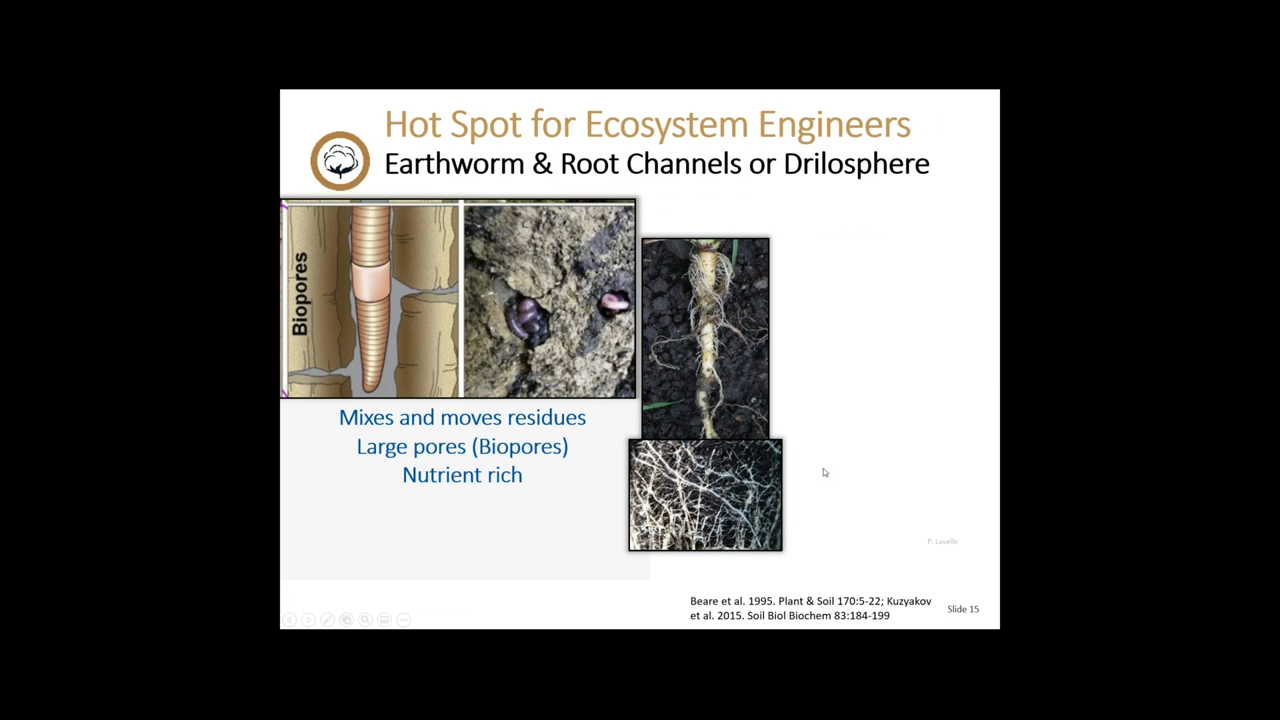 Hot Spot for Ecosystem Engineers
Earthworm & Root Channels or Drilosphere
Biopores
Mixes and moves residues
Large pores (Biopores)
Nutrient rich
P. Lavelle
Beare et al. 1995. Plant & Soil 170:5-22; Kuzyakov
et al. 2015. Soil Biol Biochem 83:184-199
Slide 15